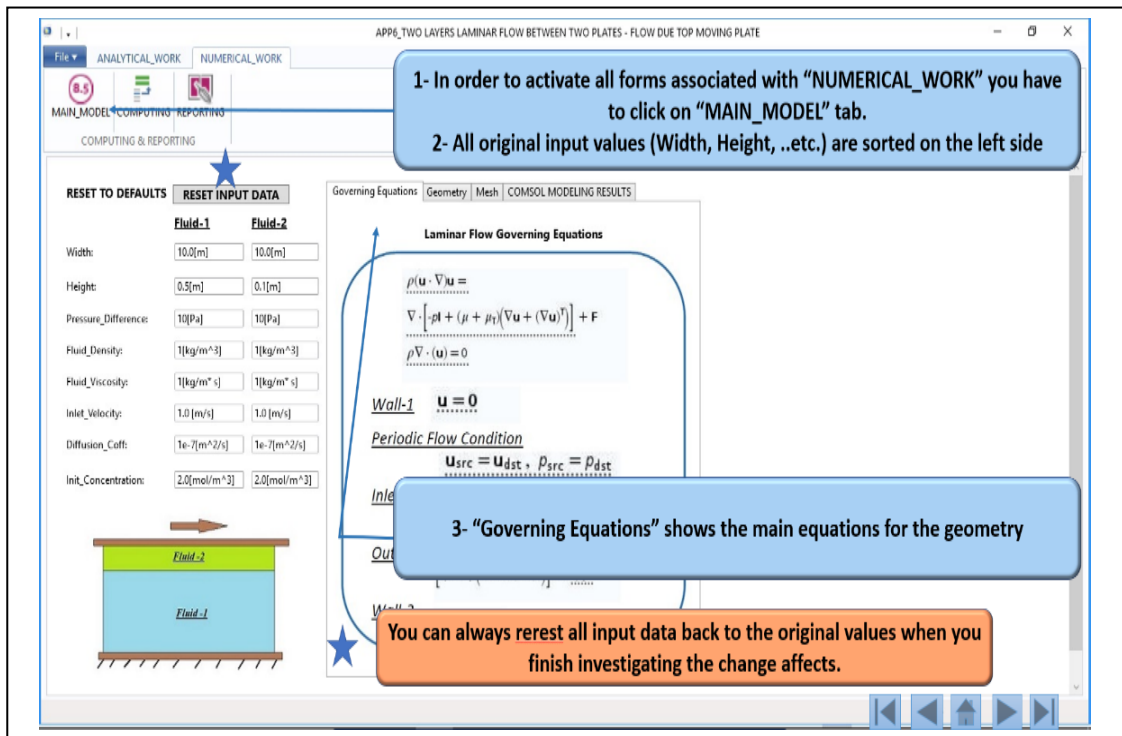 APP6_TWO LAYERS LAMINAR FLOW BETWEEN TWO PLATES - FLOW DUE TOP MOVING PLATE
File ANALYTICAL_WORK NUMERICAL_WORK
8.5
MAIN_MODEL COMPUTING REPORTING
COMPUTING & REPORTING
1- In order to activate all forms associated with “NUMERICAL_WORK” you have
to click on “MAIN_MODEL” tab.
2- All original input values (Width, Height, ..etc.) are sorted on the left side
RESET TO DEFAULTS RESET INPUT DATA
Fluid-1 Fluid-2
Width: 10.0[m] 10.0[m]
Height: 0.5[m] 0.1[m]
Pressure_Difference: 10[Pa] 10[Pa]
Fluid_Density: 1[kg/m^3] 1[kg/m^3]
Fluid_Viscosity: 1[kg/m* s] 1[kg/m* s]
Inlet_Velocity: 1.0 [m/s] 1.0 [m/s]
Diffusion_Coff: 1e-7[m^2/s] 1e-7[m^2/s]
Init_Concentration: 2.0[mol/m^3] 2.0[mol/m^3]
Fluid -2
Fluid -1
Governing Equations Geometry Mesh COMSOL MODELING RESULTS
Laminar Flow Governing Equations
ρ(u · ∇)u =
∇ · [-pI + (μ + μT)(∇u + (∇u)ᵀ)] + F
ρ∇ · (u) = 0
Wall-1 u = 0
Periodic Flow Condition
usrc = udst , psrc = pdst
3- “Governing Equations” shows the main equations for the geometry
You can always rerest all input data back to the original values when you
finish investigating the change affects.